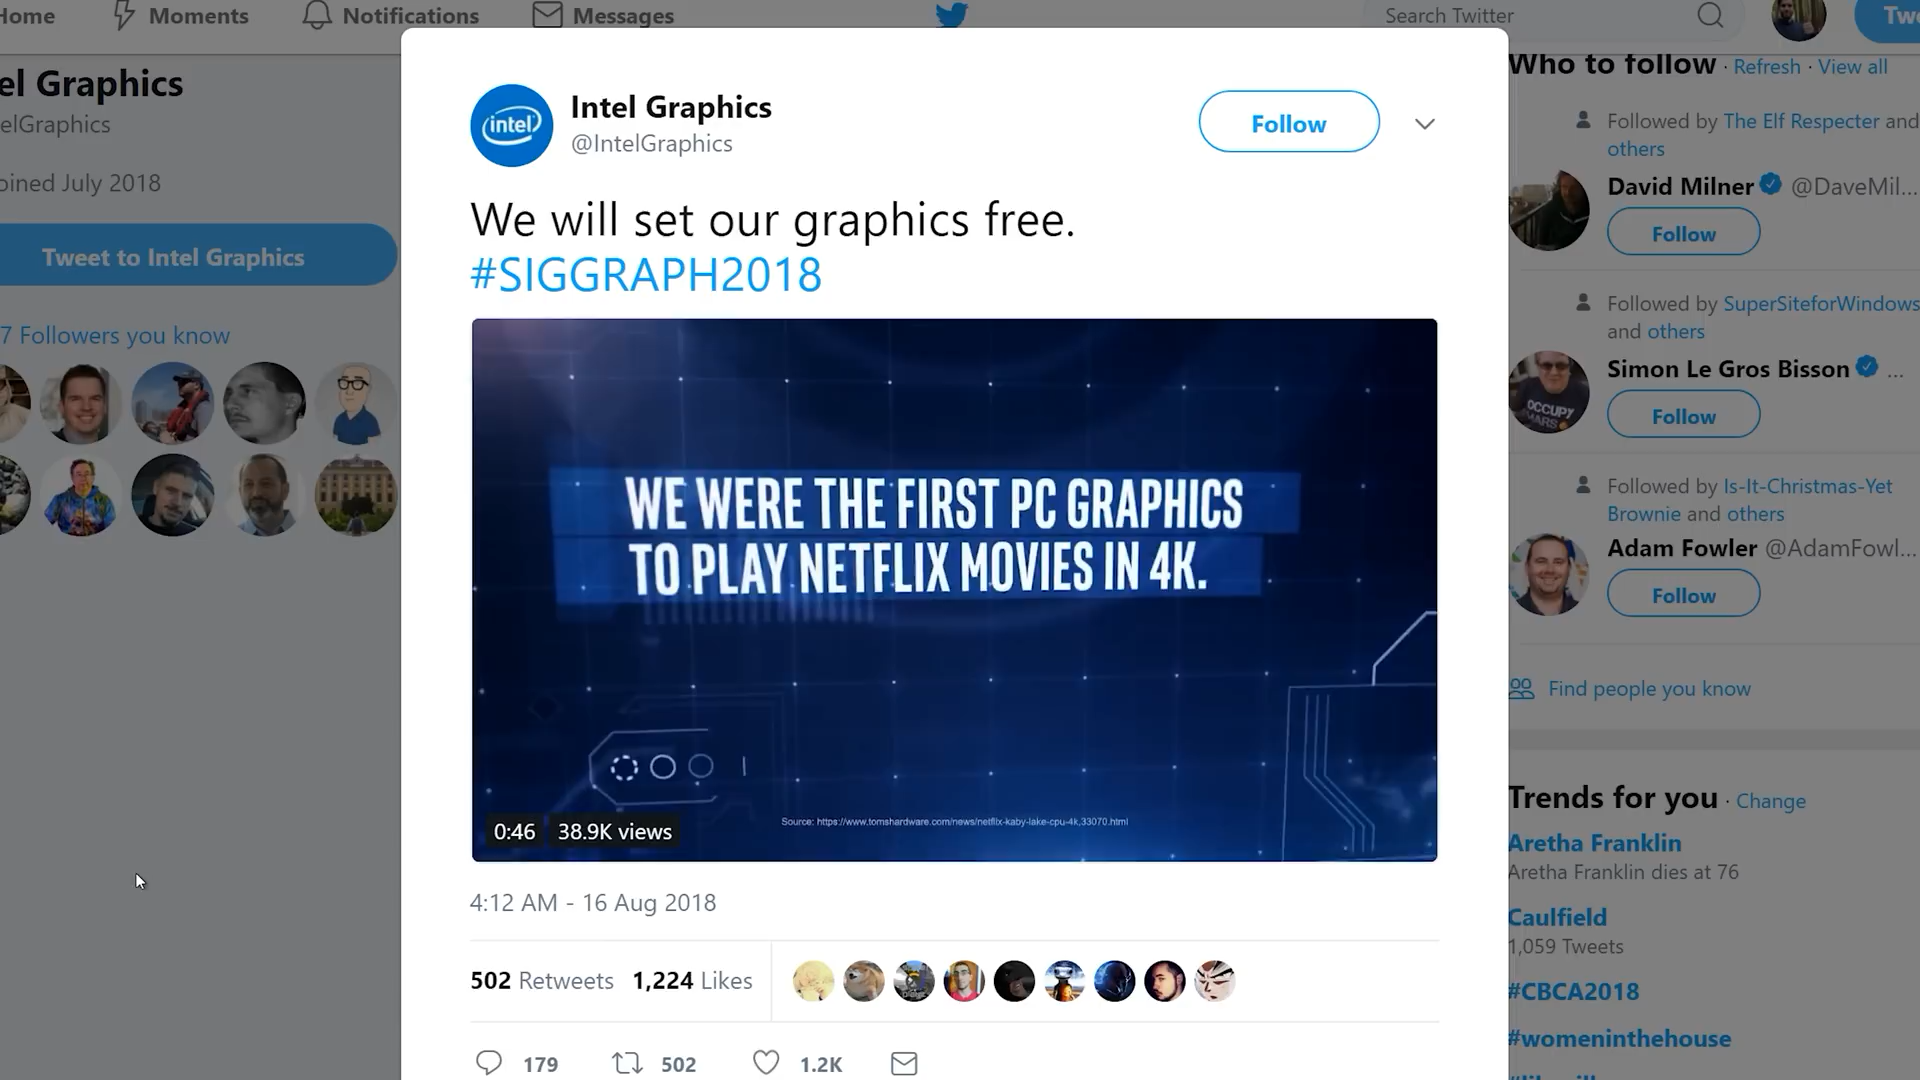 Home
Moments
Notifications
Messages
Search Twitter
el Graphics
elGraphics
oined July 2018
Tweet to Intel Graphics
7 Followers you know
intel
Intel Graphics
@IntelGraphics
Follow
We will set our graphics free.
#SIGGRAPH2018
WE WERE THE FIRST PC GRAPHICS
TO PLAY NETFLIX MOVIES IN 4K.
Source: https://www.tomshardware.com/news/netflix-kaby-lake-cpu-4k,33070.html
0:46
38.9K views
4:12 AM - 16 Aug 2018
502 Retweets 1,224 Likes
179
502
1.2K
Who to follow · Refresh · View all
Followed by The Elf Respecter and
others
David Milner @DaveMil...
Follow
Followed by SuperSiteforWindows
and others
Simon Le Gros Bisson ...
OCCUPY
MARS
Follow
Followed by Is-It-Christmas-Yet
Brownie and others
Adam Fowler @AdamFowl...
Follow
Find people you know
Trends for you · Change
Aretha Franklin
Aretha Franklin dies at 76
Caulfield
1,059 Tweets
#CBCA2018
#womeninthehouse